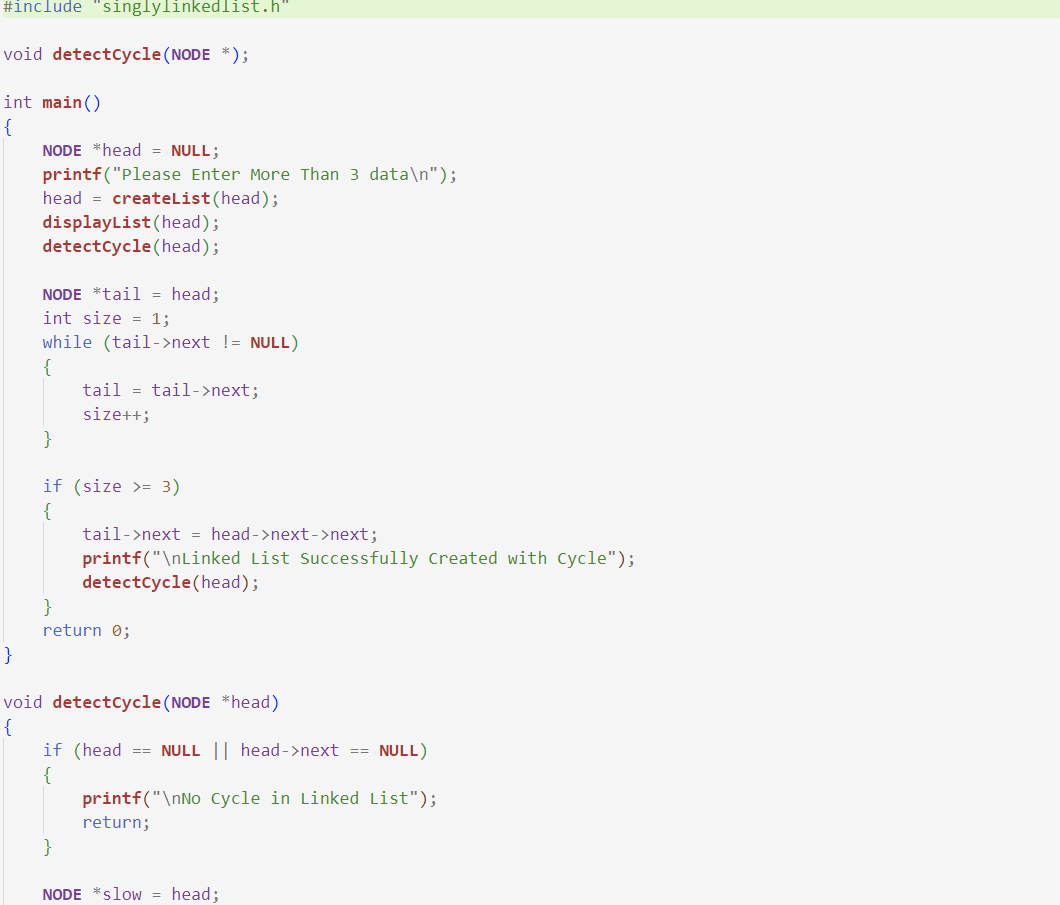 #include "singlylinkedlist.h"

void detectCycle(NODE *);

int main()
{
    NODE *head = NULL;
    printf("Please Enter More Than 3 data\n");
    head = createList(head);
    displayList(head);
    detectCycle(head);

    NODE *tail = head;
    int size = 1;
    while (tail->next != NULL)
    {
        tail = tail->next;
        size++;
    }

    if (size >= 3)
    {
        tail->next = head->next->next;
        printf("\nLinked List Successfully Created with Cycle");
        detectCycle(head);
    }
    return 0;
}

void detectCycle(NODE *head)
{
    if (head == NULL || head->next == NULL)
    {
        printf("\nNo Cycle in Linked List");
        return;
    }

    NODE *slow = head;